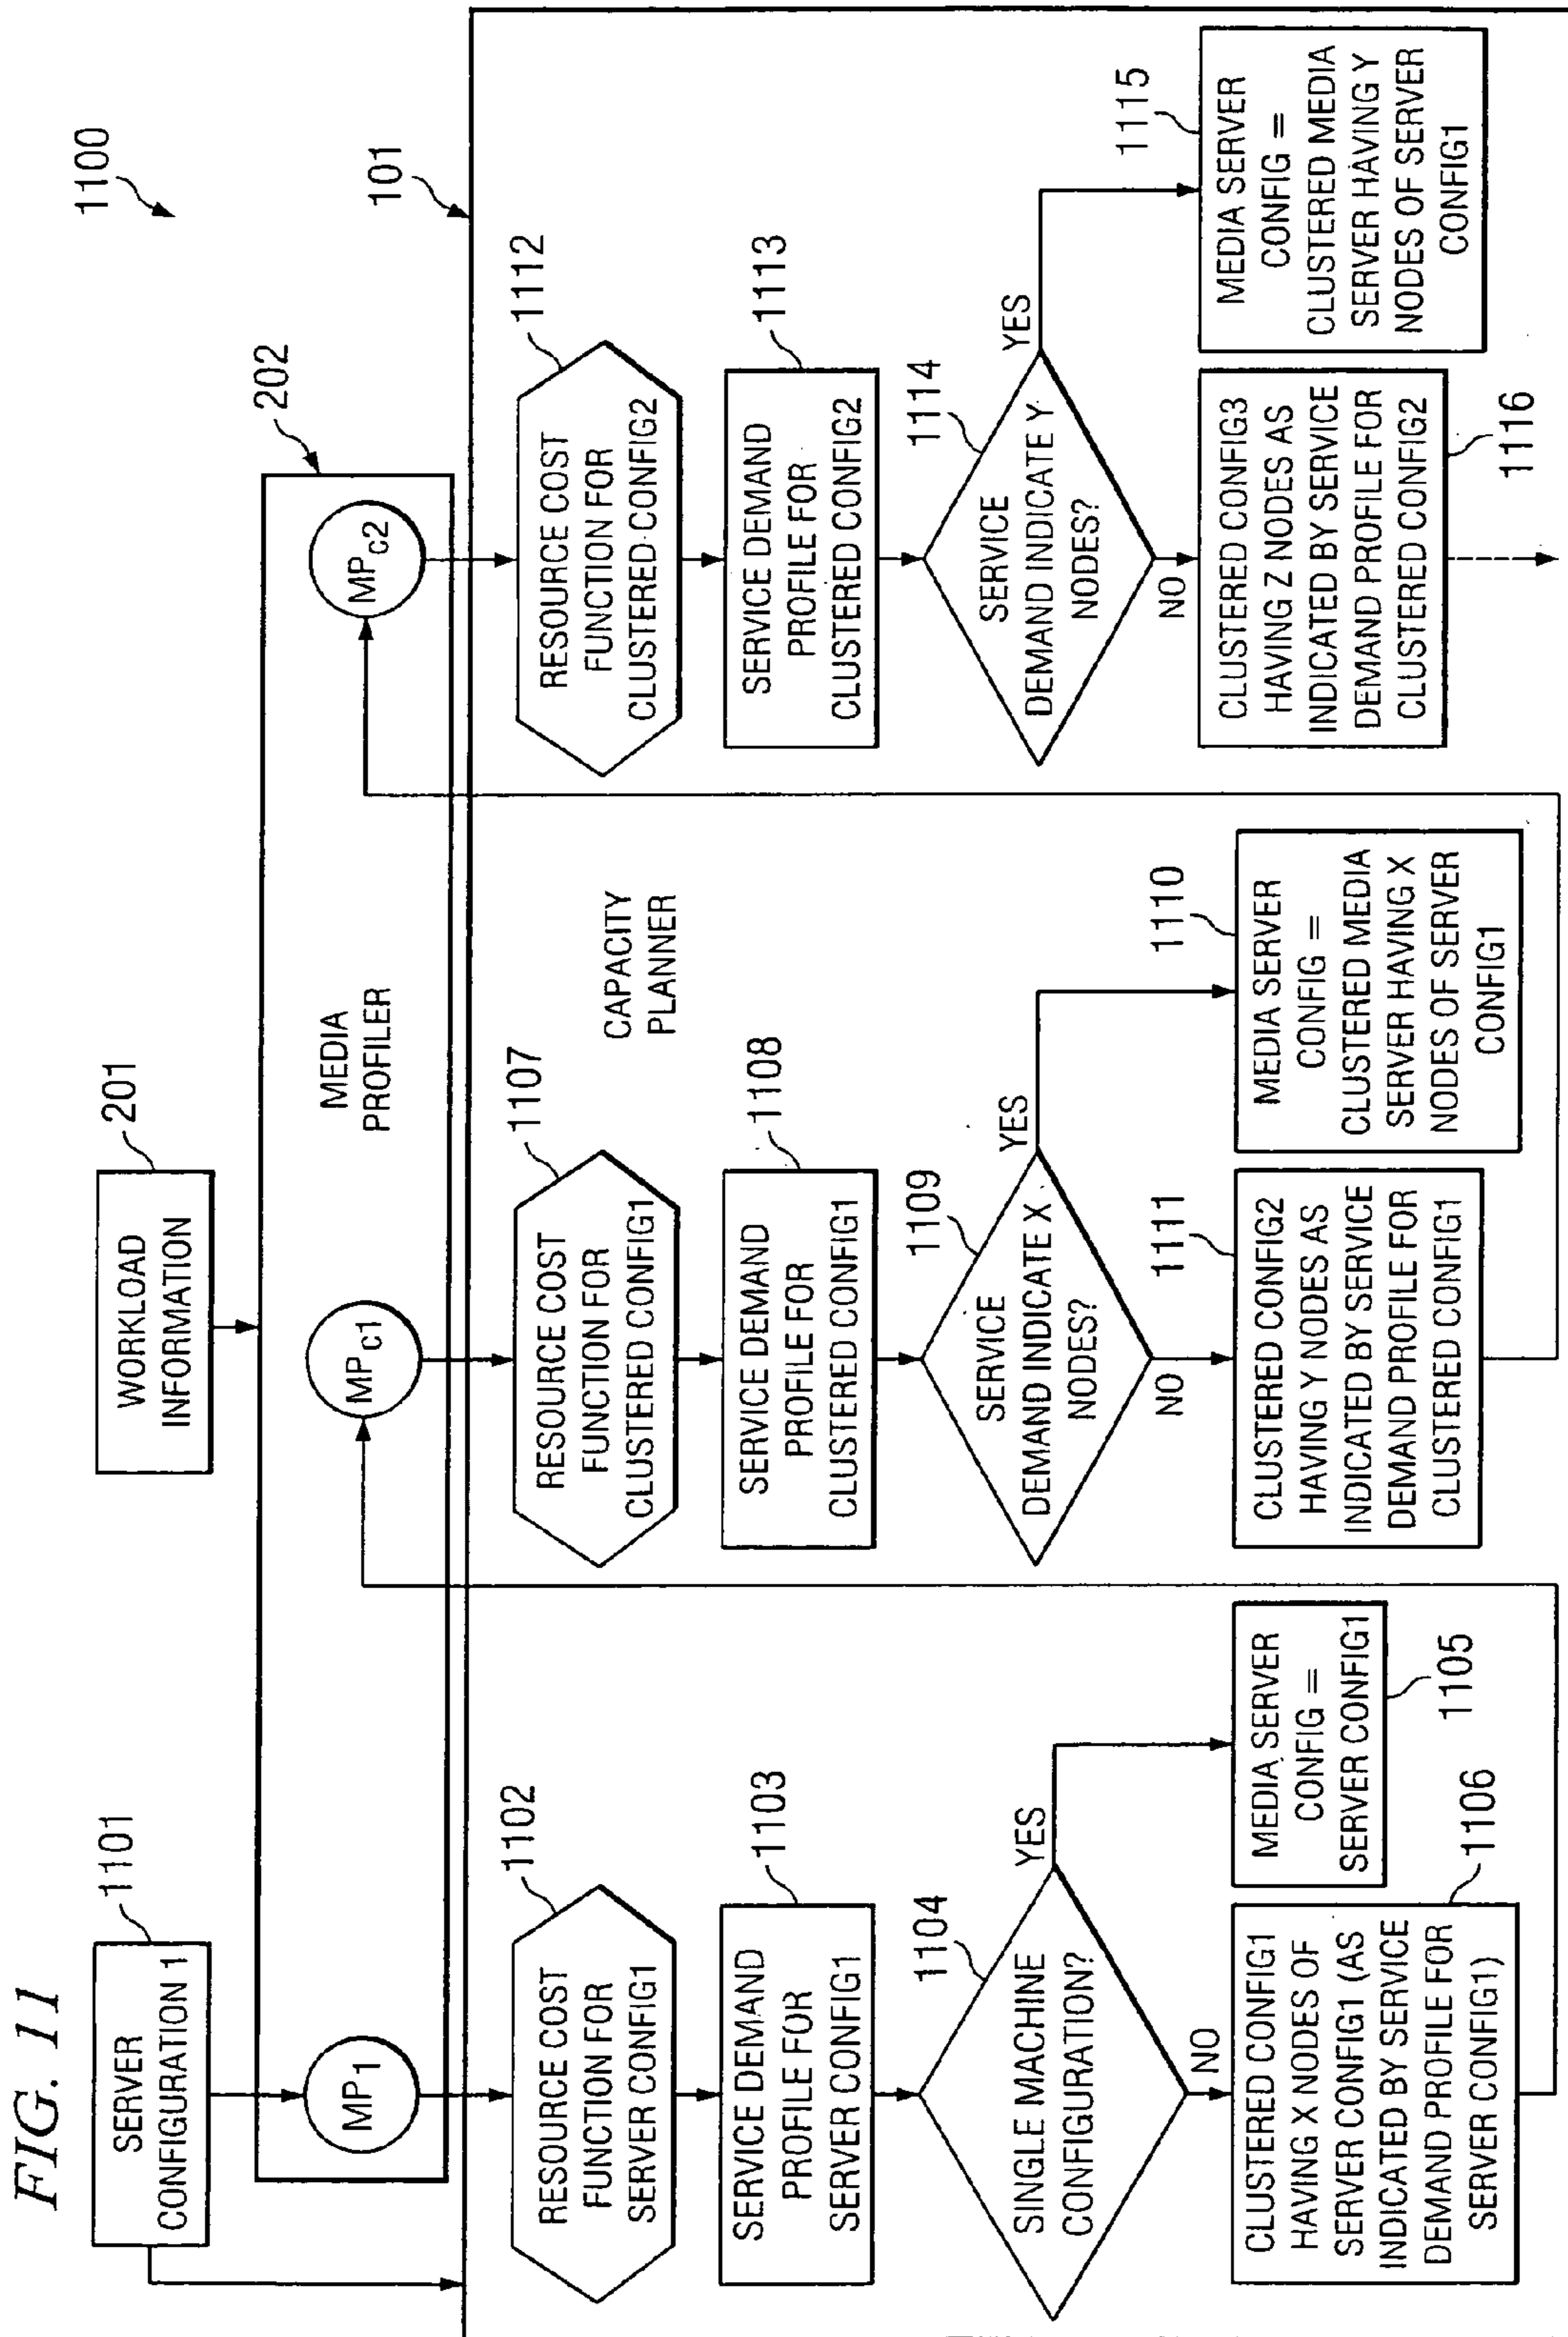 FIG. 11
1100
SERVER
CONFIGURATION 1
1101
WORKLOAD
INFORMATION
201
202
MP1
MPc1
MEDIA
PROFILER
MPc2
101
CAPACITY
PLANNER
RESOURCE COST
FUNCTION FOR
SERVER CONFIG1
1102
SERVICE DEMAND
PROFILE FOR
SERVER CONFIG1
1103
SINGLE MACHINE
CONFIGURATION?
1104
YES
NO
MEDIA SERVER
CONFIG =
SERVER CONFIG1
1105
CLUSTERED CONFIG1
HAVING X NODES OF
SERVER CONFIG1 (AS
INDICATED BY SERVICE
DEMAND PROFILE FOR
SERVER CONFIG1)
1106
RESOURCE COST
FUNCTION FOR
CLUSTERED CONFIG1
1107
SERVICE DEMAND
PROFILE FOR
CLUSTERED CONFIG1
1108
SERVICE
DEMAND INDICATE X
NODES?
1109
YES
NO
MEDIA SERVER
CONFIG =
CLUSTERED MEDIA
SERVER HAVING X
NODES OF SERVER
CONFIG1
1110
CLUSTERED CONFIG2
HAVING Y NODES AS
INDICATED BY SERVICE
DEMAND PROFILE FOR
CLUSTERED CONFIG1
1111
RESOURCE COST
FUNCTION FOR
CLUSTERED CONFIG2
1112
SERVICE DEMAND
PROFILE FOR
CLUSTERED CONFIG2
1113
SERVICE
DEMAND INDICATE Y
NODES?
1114
YES
NO
MEDIA SERVER
CONFIG =
CLUSTERED MEDIA
SERVER HAVING Y
NODES OF SERVER
CONFIG1
1115
CLUSTERED CONFIG3
HAVING Z NODES AS
INDICATED BY SERVICE
DEMAND PROFILE FOR
CLUSTERED CONFIG2
1116